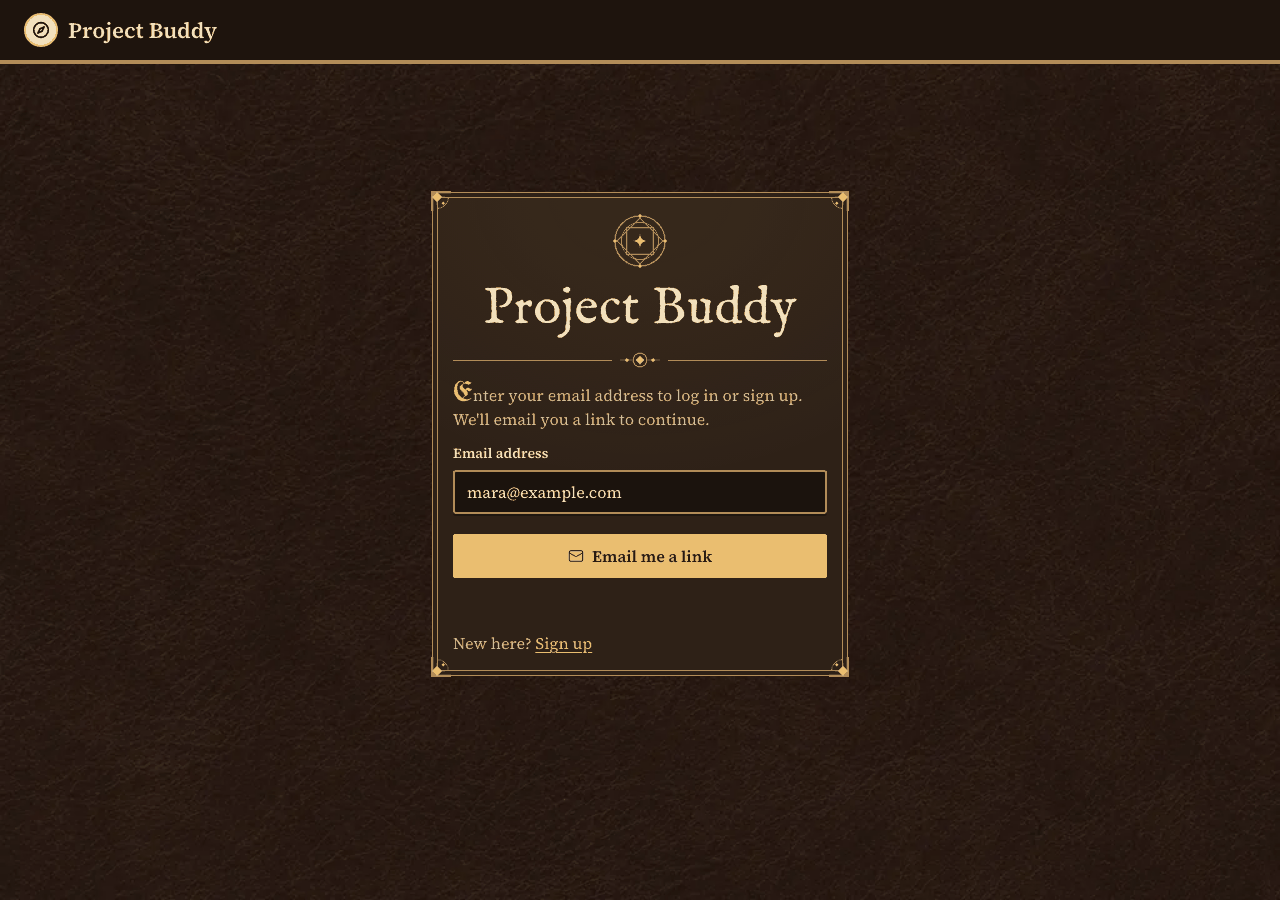 Project Buddy
Project Buddy
Enter your email address to log in or sign up.
We'll email you a link to continue.
Email address
mara@example.com
Email me a link
New here? Sign up